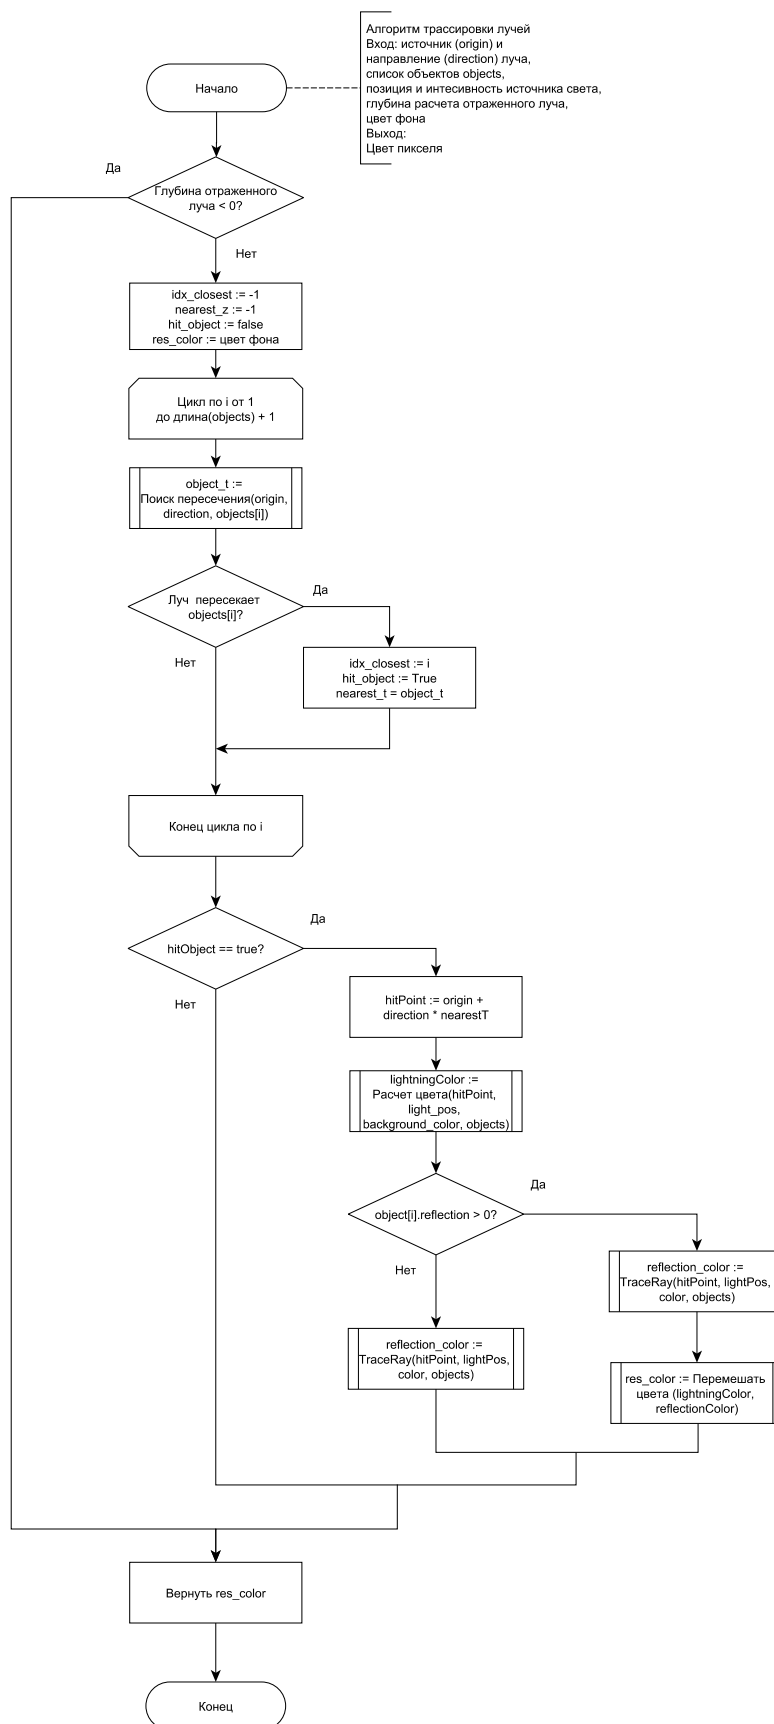 Алгоритм трассировки лучей
Вход: источник (origin) и
направление (direction) луча,
список объектов objects,
позиция и интесивность источника света,
глубина расчета отраженного луча,
цвет фона
Выход:
Цвет пикселя
Начало
Да
Глубина отраженного
луча < 0?
Нет
idx_closest := -1
nearest_z := -1
hit_object := false
res_color := цвет фона
Цикл по i от 1
до длина(objects) + 1
object_t :=
Поиск пересечения(origin,
direction, objects[i])
Луч пересекает
objects[i]?
Да
Нет
idx_closest := i
hit_object := True
nearest_t = object_t
Конец цикла по i
hitObject == true?
Да
Нет
hitPoint := origin +
direction * nearestT
lightningColor :=
Расчет цвета(hitPoint,
light_pos,
background_color, objects)
object[i].reflection > 0?
Да
Нет
reflection_color :=
TraceRay(hitPoint, lightPos,
color, objects)
reflection_color :=
TraceRay(hitPoint, lightPos,
color, objects)
res_color := Перемешать
цвета (lightningColor,
reflectionColor)
Вернуть res_color
Конец